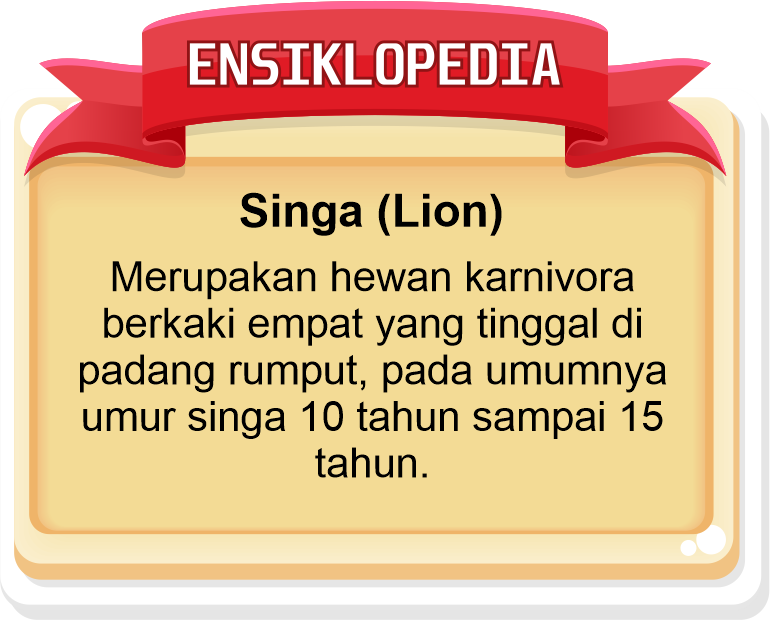 ENSIKLOPEDIA
Singa (Lion)
Merupakan hewan karnivora
berkaki empat yang tinggal di
padang rumput, pada umumnya
umur singa 10 tahun sampai 15
tahun.